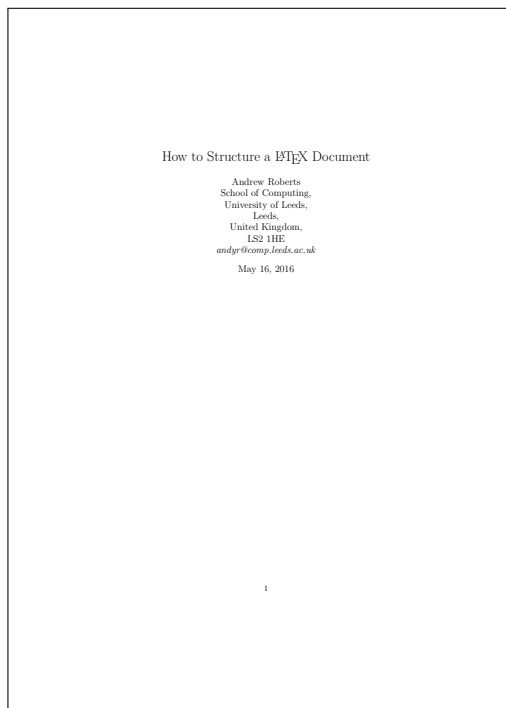 How to Structure a LATEX Document
Andrew Roberts
School of Computing,
University of Leeds,
Leeds,
United Kingdom,
LS2 1HE
andyr@comp.leeds.ac.uk
May 16, 2016
1